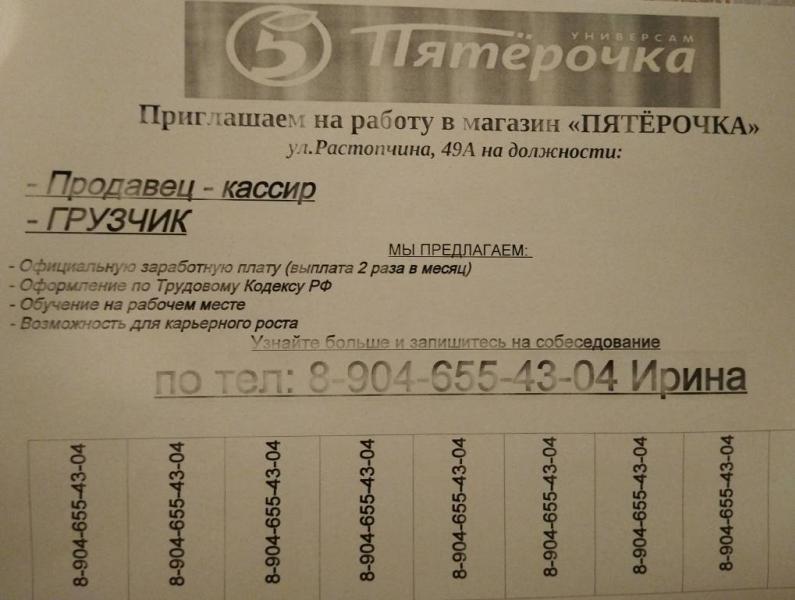 5
УНИВЕРСАМ
Пятёрочка
Приглашаем на работу в магазин «ПЯТЁРОЧКА»
ул.Растопчина, 49А на должности:
- Продавец - кассир
- ГРУЗЧИК
МЫ ПРЕДЛАГАЕМ:
- Официальную заработную плату (выплата 2 раза в месяц)
- Оформление по Трудовому Кодексу РФ
- Обучение на рабочем месте
- Возможность для карьерного роста
Узнайте больше и запишитесь на собеседование
по тел: 8-904-655-43-04 Ирина
8-904-655-43-04
8-904-655-43-04
8-904-655-43-04
8-904-655-43-04
8-904-655-43-04
8-904-655-43-04
8-904-655-43-04
8-904-655-43-04